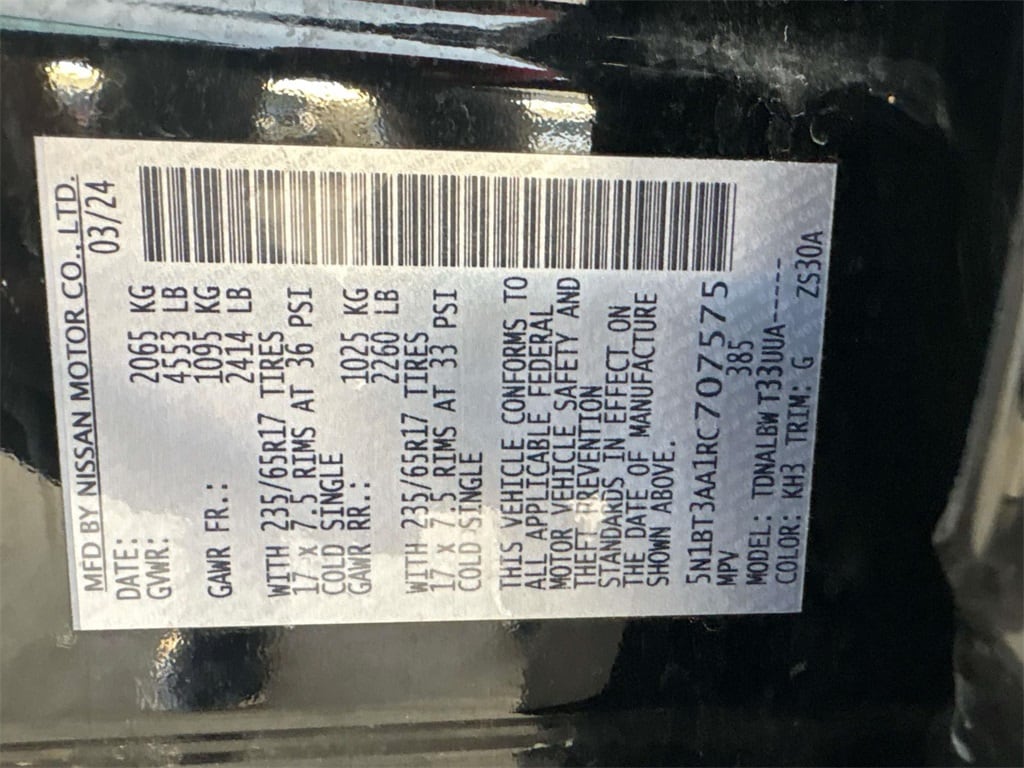 MFD BY NISSAN MOTOR CO., LTD.
DATE: 03/24
GVWR: 2065 KG
4553 LB
GAWR FR.: 1095 KG
2414 LB
WITH 235/65R17 TIRES
17 x 7.5 RIMS AT 36 PSI
COLD SINGLE
GAWR RR.: 1025 KG
2260 LB
WITH 235/65R17 TIRES
17 x 7.5 RIMS AT 33 PSI
COLD SINGLE
THIS VEHICLE CONFORMS TO
ALL APPLICABLE FEDERAL
MOTOR VEHICLE SAFETY AND
THEFT PREVENTION
STANDARDS IN EFFECT ON
THE DATE OF MANUFACTURE
SHOWN ABOVE.
5N1BT3AA1RC707575
MPV 385
MODEL: TDNALBW T33UUA-----
COLOR: KH3 TRIM: G ZS30A